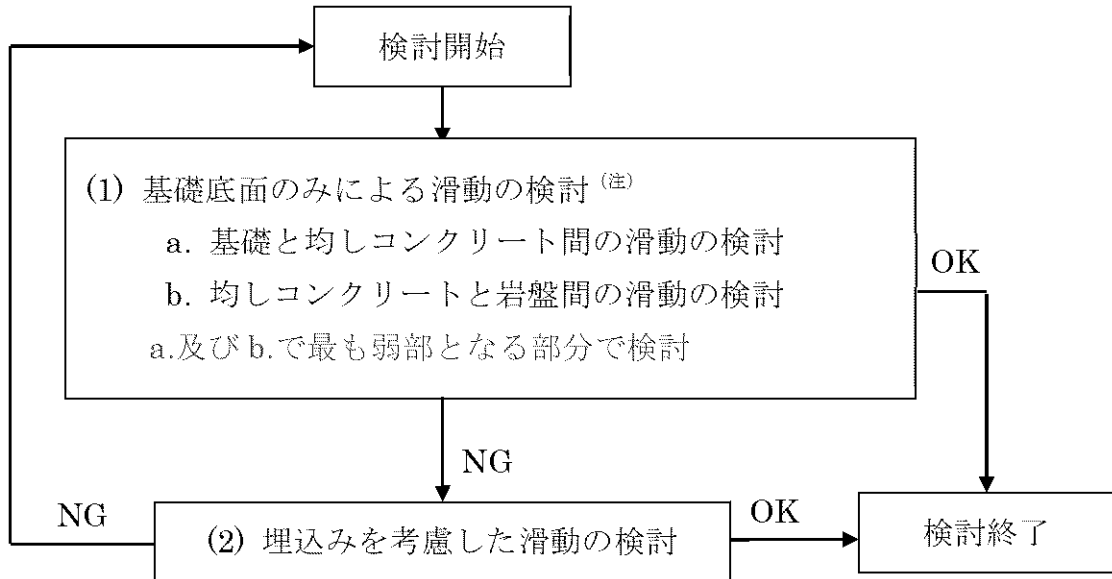 検討開始
(1) 基礎底面のみによる滑動の検討 (注)
a. 基礎と均しコンクリート間の滑動の検討
b. 均しコンクリートと岩盤間の滑動の検討
a.及び b.で最も弱部となる部分で検討
OK
NG
NG
(2) 埋込みを考慮した滑動の検討
OK
検討終了